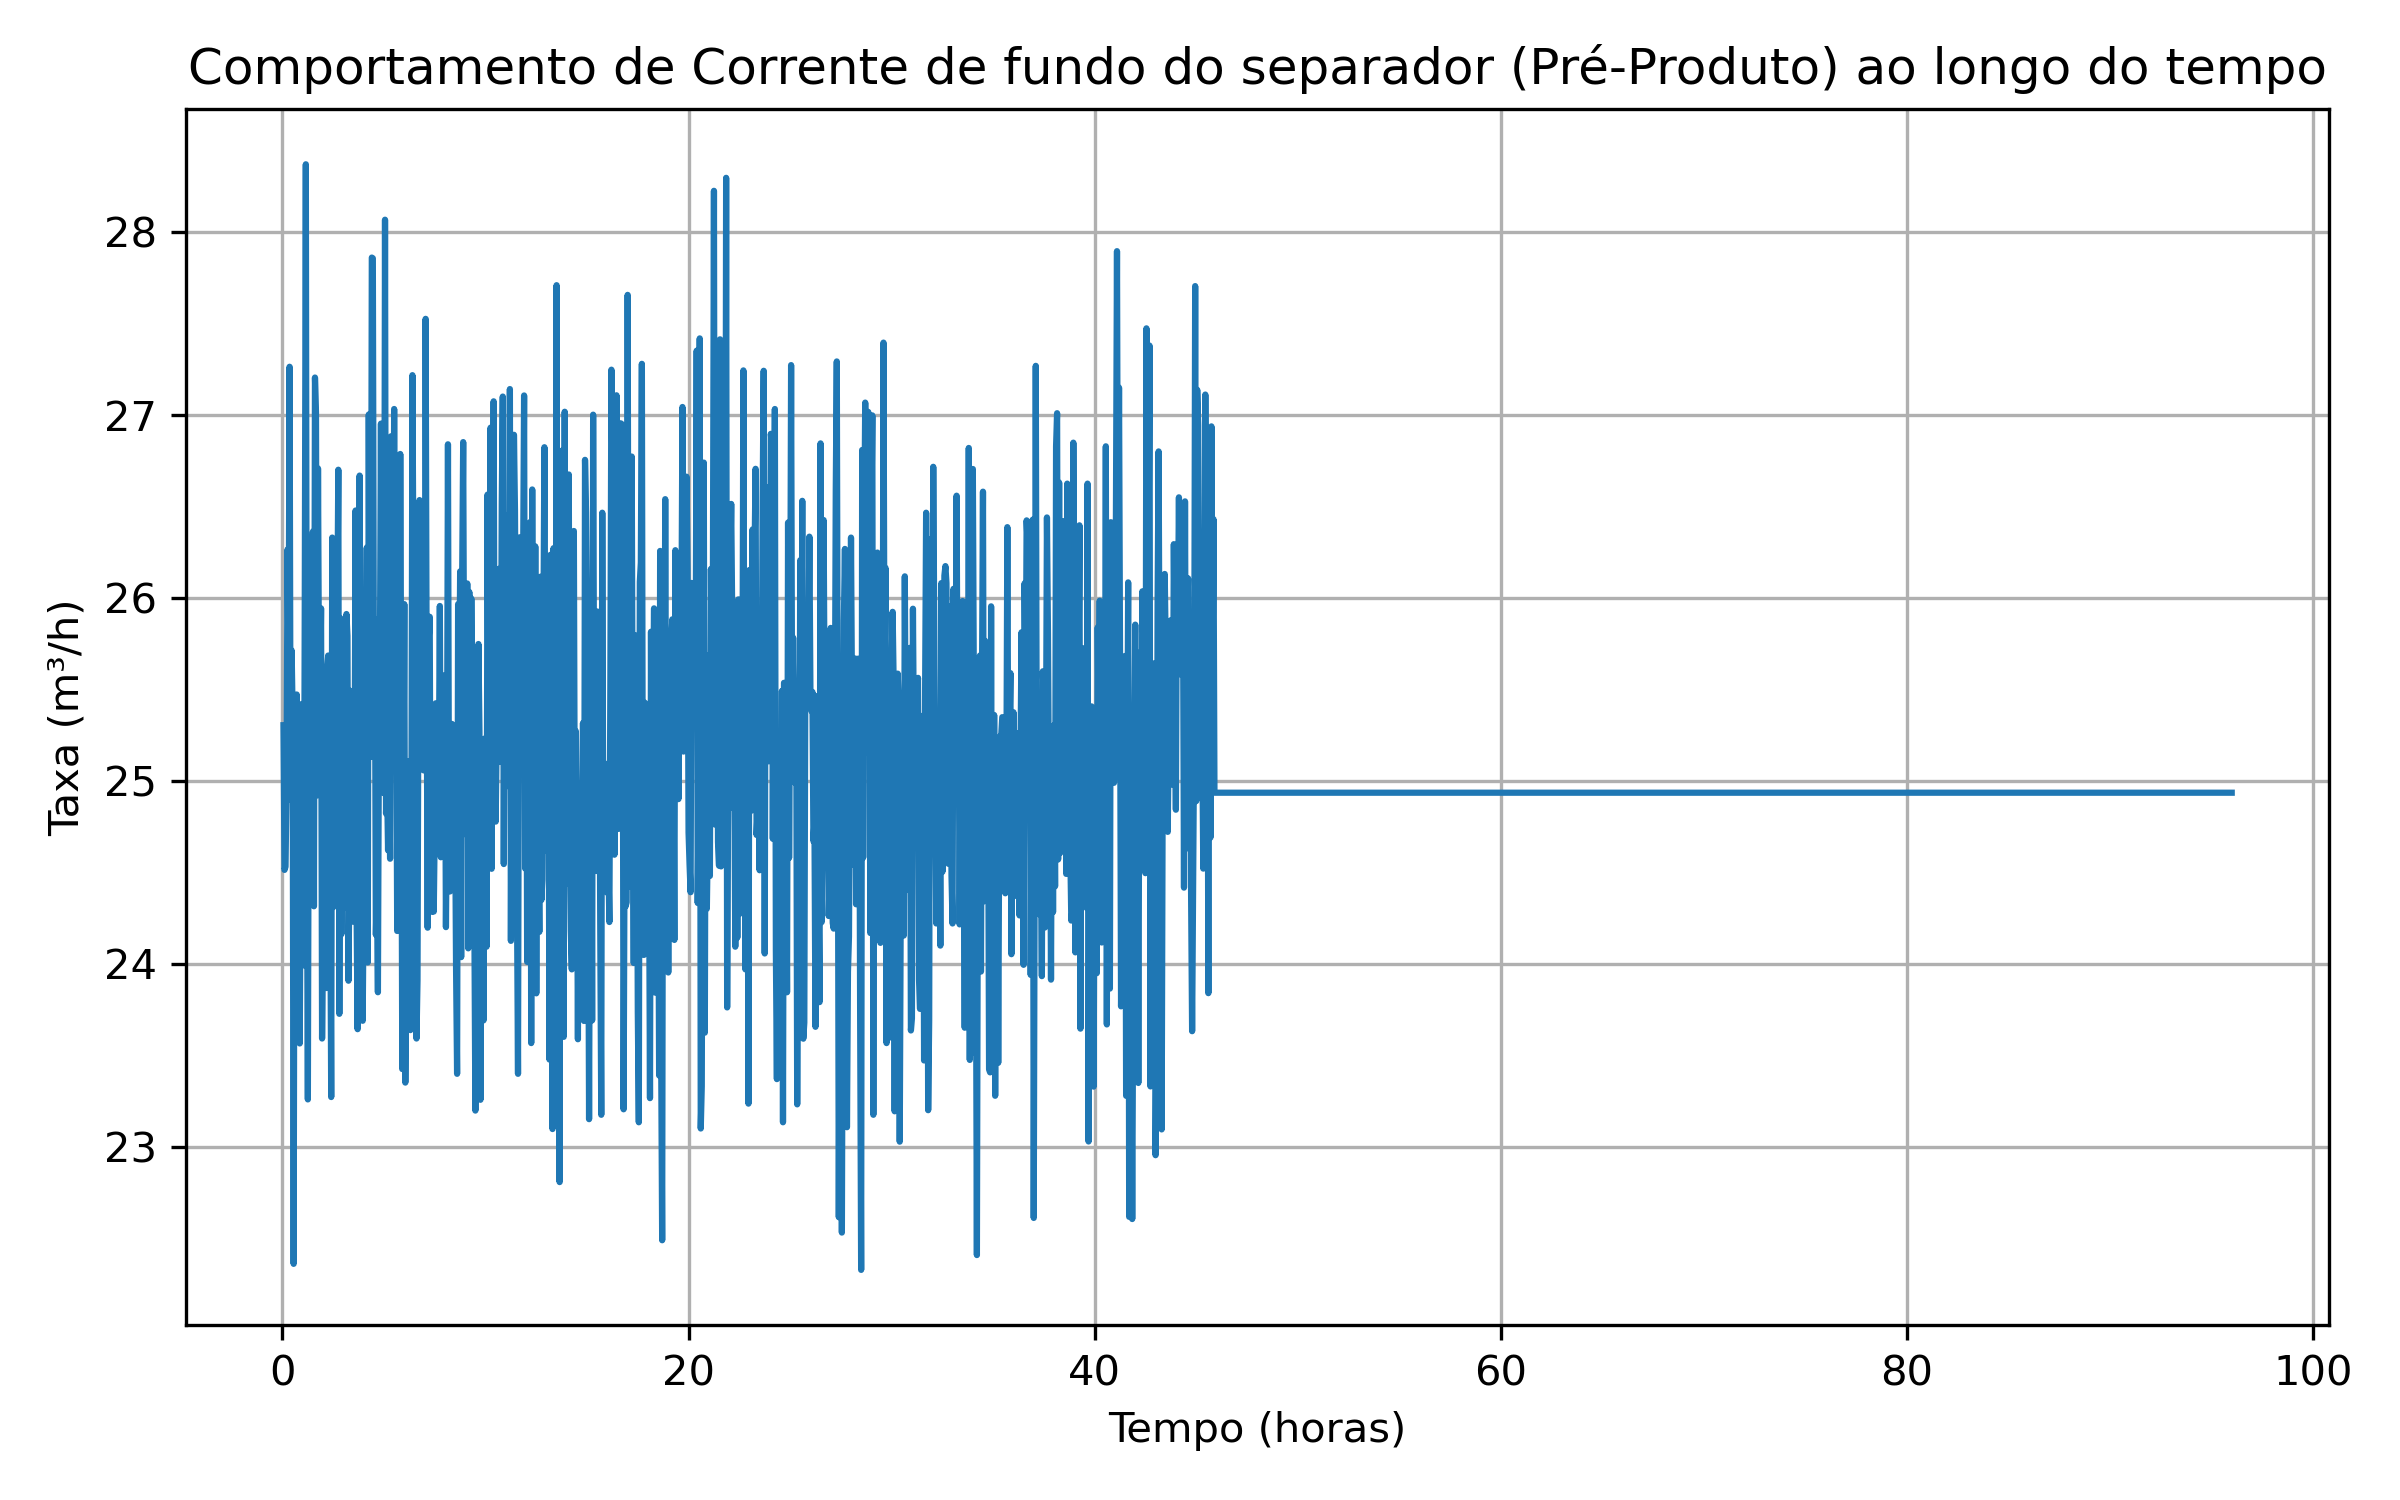 Comportamento de Corrente de fundo do separador (Pré-Produto) ao longo do tempo
Taxa (m³/h)
28
27
26
25
24
23
0 20 40 60 80 100
Tempo (horas)